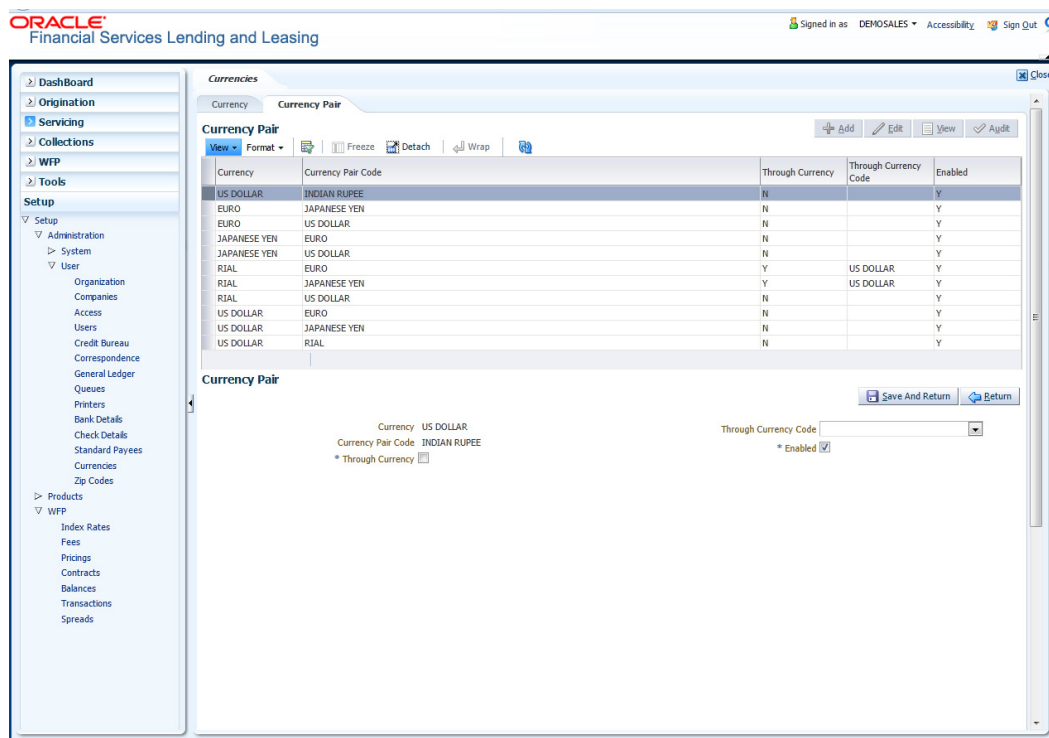 ORACLE
Financial Services Lending and Leasing
Signed in as DEMOSALES Accessibility Sign Out
DashBoard
Origination
Servicing
Collections
WFP
Tools
Setup
Setup
Administration
System
User
Organization
Companies
Access
Users
Credit Bureau
Correspondence
General Ledger
Queues
Printers
Bank Details
Check Details
Standard Payees
Currencies
Zip Codes
Products
WFP
Index Rates
Fees
Pricings
Contracts
Balances
Transactions
Spreads
Currencies
Close
Currency Currency Pair
Currency Pair
Add Edit View Audit
View Format Freeze Detach Wrap
Currency Currency Pair Code Through Currency Through Currency Code Enabled
US DOLLAR INDIAN RUPEE N Y
EURO JAPANESE YEN N Y
EURO US DOLLAR N Y
JAPANESE YEN EURO N Y
JAPANESE YEN US DOLLAR N Y
RIAL EURO Y US DOLLAR Y
RIAL JAPANESE YEN Y US DOLLAR Y
RIAL US DOLLAR N Y
US DOLLAR EURO N Y
US DOLLAR JAPANESE YEN N Y
US DOLLAR RIAL N Y
Currency Pair
Save And Return Return
Currency US DOLLAR
Currency Pair Code INDIAN RUPEE
* Through Currency
Through Currency Code
* Enabled